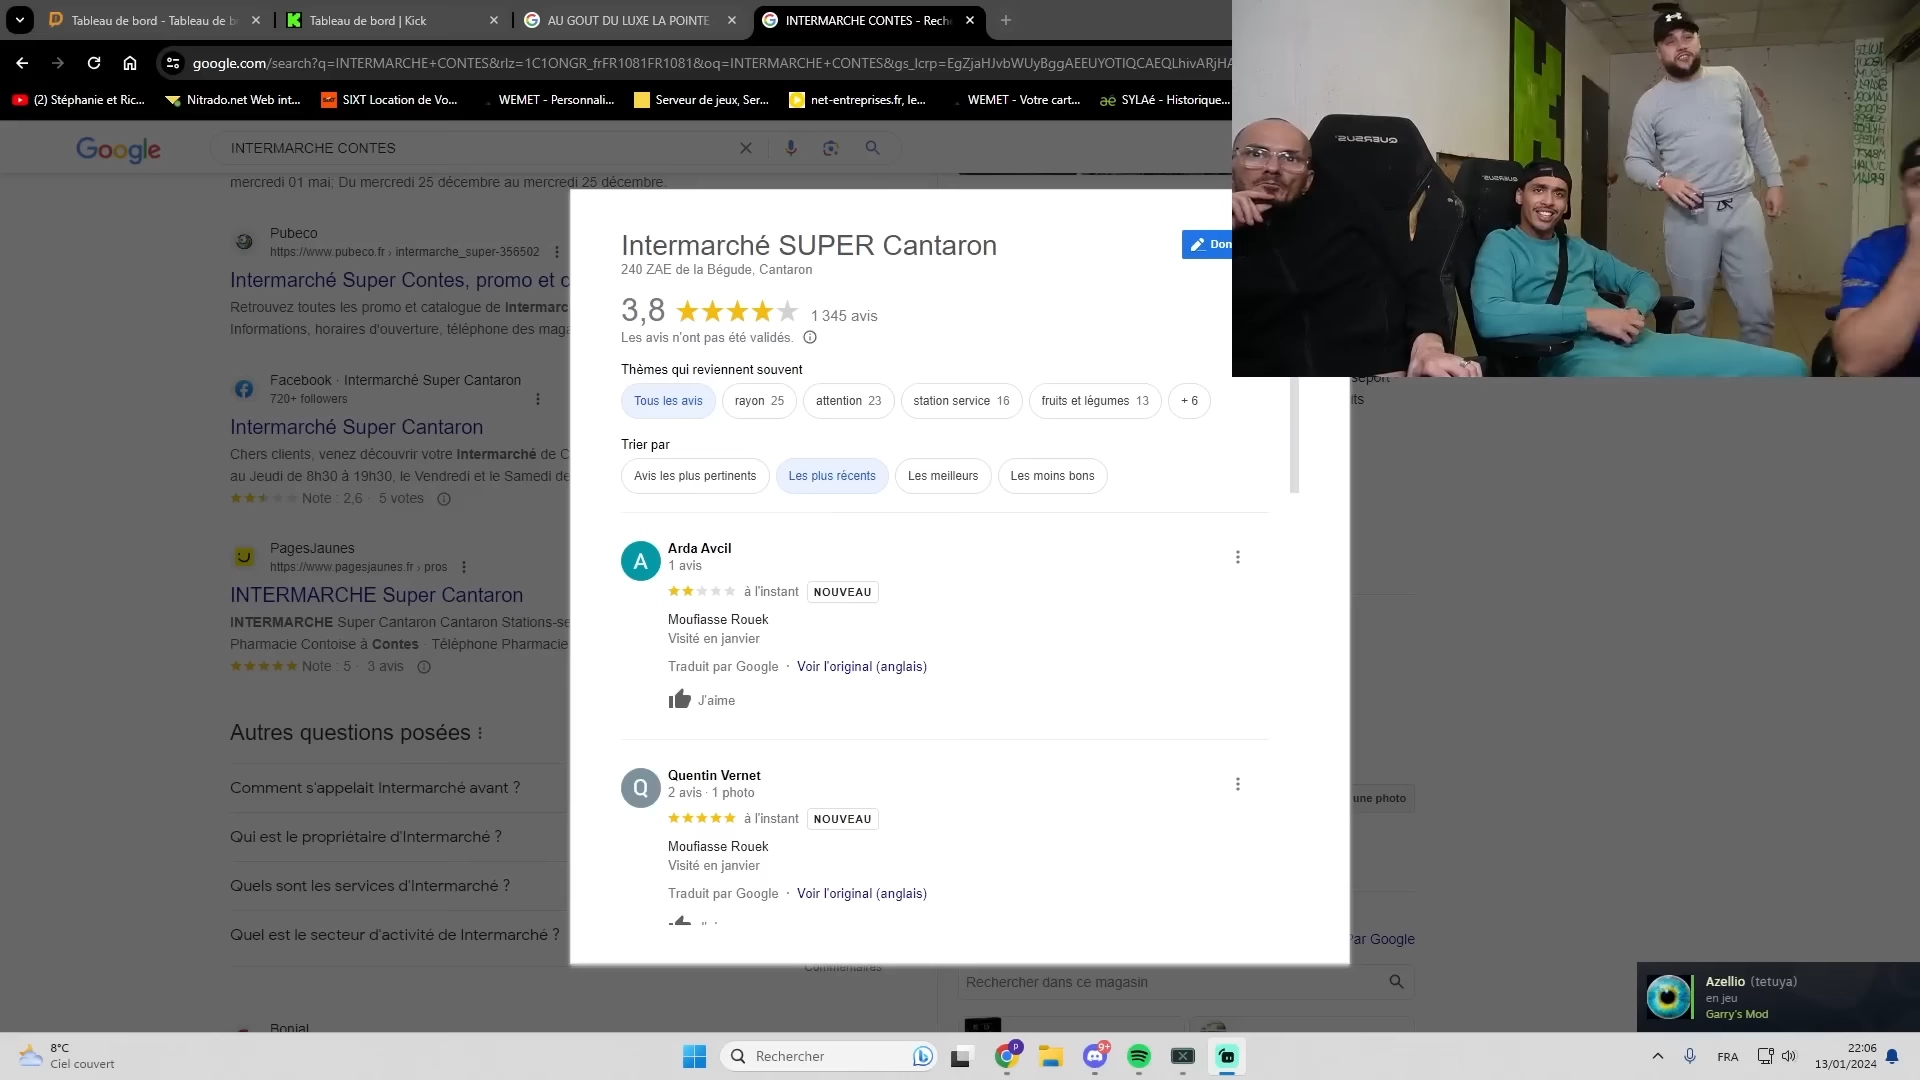 Tableau de bord - Tableau de b
Tableau de bord | Kick
AU GOUT DU LUXE LA POINTE
INTERMARCHE CONTES - Rech
google.com/search?q=INTERMARCHE+CONTES&rlz=1C1ONGR_frFR1081FR1081&oq=INTERMARCHE+CONTES&gs_lcrp=EgZjaHJvbWUyBggAEEUYOTIQCAEQLhivARjHA
(2) Stéphanie et Ric...
Nitrado.net Web int...
SIXT Location de Vo...
WEMET - Personnali...
Serveur de jeux, Ser...
net-entreprises.fr, le...
WEMET - Votre cart...
SYLAé - Historique...
Google
INTERMARCHE CONTES
mercredi 01 mai; Du mercredi 25 décembre au mercredi 25 décembre.
Pubeco
https://www.pubeco.fr › intermarche_super-356502
Intermarché Super Contes, promo et c
Retrouvez toutes les promo et catalogue de Intermarc
Informations, horaires d'ouverture, téléphone des maga
Facebook · Intermarché Super Cantaron
720+ followers
Intermarché Super Cantaron
Chers clients, venez découvrir votre Intermarché de C
au Jeudi de 8h30 à 19h30, le Vendredi et le Samedi de
Note : 2,6 · 5 votes
PagesJaunes
https://www.pagesjaunes.fr › pros
INTERMARCHE Super Cantaron
INTERMARCHE Super Cantaron Cantaron Stations-se
Pharmacie Contoise à Contes · Téléphone Pharmacie
Note : 5 · 3 avis
Autres questions posées
Comment s'appelait Intermarché avant ?
Qui est le propriétaire d'Intermarché ?
Quels sont les services d'Intermarché ?
Quel est le secteur d'activité de Intermarché ?
Bonial
Intermarché SUPER Cantaron
240 ZAE de la Bégude, Cantaron
Don
3,8
1 345 avis
Les avis n'ont pas été validés.
Thèmes qui reviennent souvent
Tous les avis
rayon 25
attention 23
station service 16
fruits et légumes 13
+ 6
Trier par
Avis les plus pertinents
Les plus récents
Les meilleurs
Les moins bons
A
Arda Avcil
1 avis
à l'instant
NOUVEAU
Moufiasse Rouek
Visité en janvier
Traduit par Google · Voir l'original (anglais)
J'aime
Q
Quentin Vernet
2 avis · 1 photo
à l'instant
NOUVEAU
Moufiasse Rouek
Visité en janvier
Traduit par Google · Voir l'original (anglais)
Commentaires
une photo
Par Google
Rechercher dans ce magasin
QUERSUS
QUERSUS
Azellio (tetuya)
en jeu
Garry's Mod
8°C
Ciel couvert
Rechercher
9+
FRA
22:06
13/01/2024